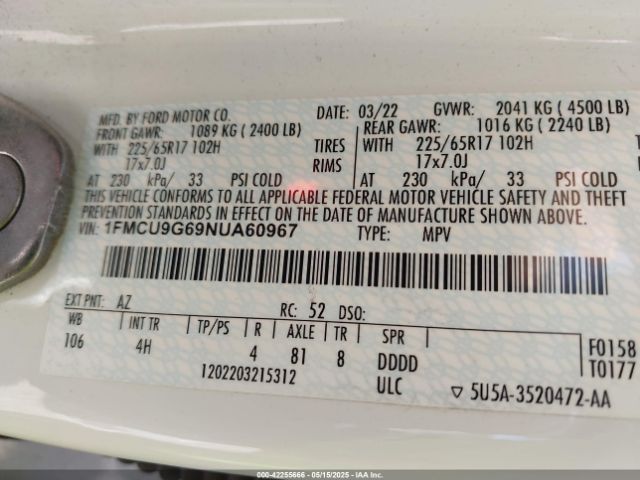 MFD. BY FORD MOTOR CO. DATE: 03/22 GVWR: 2041 KG ( 4500 LB)
FRONT GAWR: 1089 KG ( 2400 LB) REAR GAWR: 1016 KG ( 2240 LB)
WITH 225/65R17 102H TIRES WITH 225/65R17 102H
17x7.0J RIMS 17x7.0J
AT 230 kPa/ 33 PSI COLD AT 230 kPa/ 33 PSI COLD
THIS VEHICLE CONFORMS TO ALL APPLICABLE FEDERAL MOTOR VEHICLE SAFETY AND THEFT
PREVENTION STANDARDS IN EFFECT ON THE DATE OF MANUFACTURE SHOWN ABOVE.
VIN: 1FMCU9G69NUA60967 TYPE: MPV
EXT PNT: AZ RC: 52 DSO:
WB INT TR TP/PS R AXLE TR SPR
106 4H 4 81 8 DDDD
1202203215312 ULC
F0158
T0177
▽ 5U5A-3520472-AA
000 - 42255666 - 05/15/2025 - IAAI